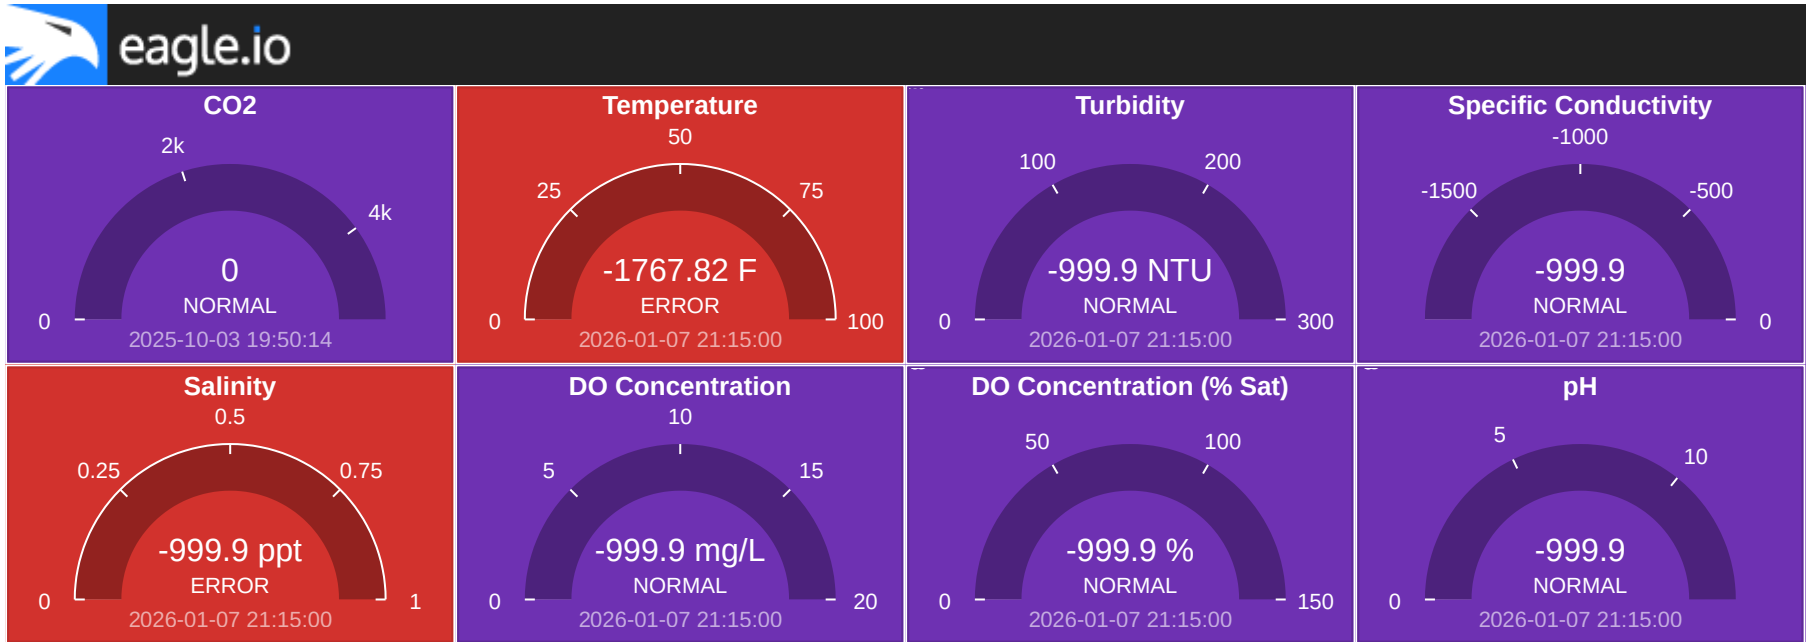 eagle.io
CO2
2k
4k
0
0
NORMAL
2025-10-03 19:50:14
Temperature
50
25
75
-1767.82 F
ERROR
0
100
2026-01-07 21:15:00
Turbidity
100
200
-999.9 NTU
NORMAL
0
300
2026-01-07 21:15:00
Specific Conductivity
-1000
-1500
-500
-999.9
NORMAL
0
2026-01-07 21:15:00
Salinity
0.5
0.25
0.75
-999.9 ppt
ERROR
0
1
2026-01-07 21:15:00
DO Concentration
10
5
15
-999.9 mg/L
NORMAL
0
20
2026-01-07 21:15:00
DO Concentration (% Sat)
50
100
-999.9 %
NORMAL
0
150
2026-01-07 21:15:00
pH
5
10
-999.9
NORMAL
0
2026-01-07 21:15:00